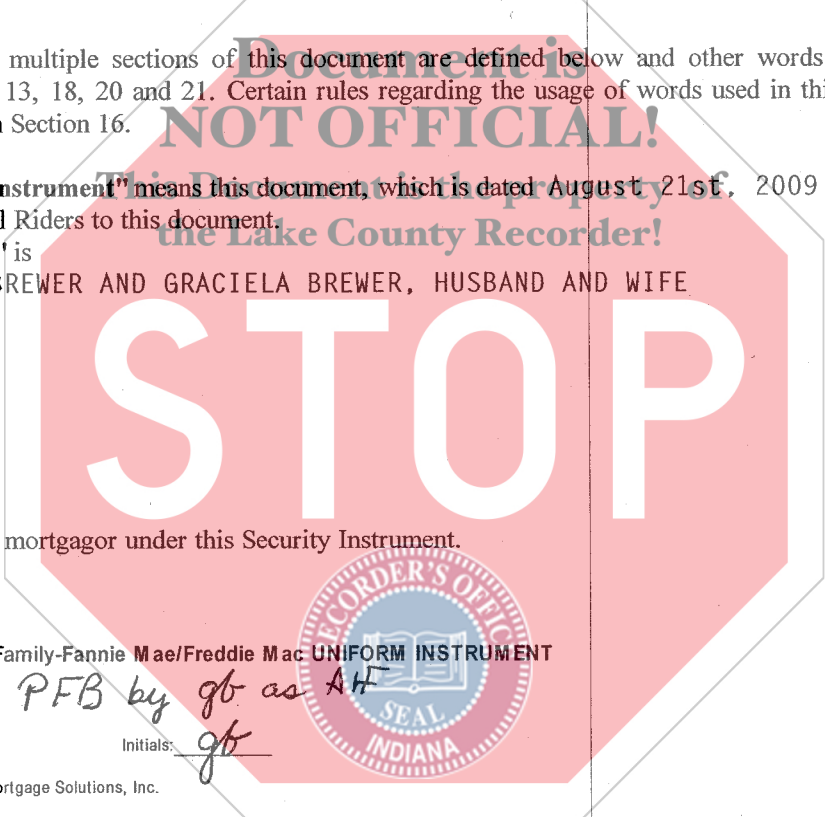 Document is
multiple sections of this document are defined below and other words
13, 18, 20 and 21. Certain rules regarding the usage of words used in thi
NOT OFFICIAL!
Section 16.
nstrument" means this document, which is dated August 21st, 2009
This Document is the property of
l Riders to this document.
the Lake County Recorder!
" is
BREWER AND GRACIELA BREWER, HUSBAND AND WIFE
STOP
mortgagor under this Security Instrument.
RECORDER'S OFFIC
Family-Fannie Mae/Freddie Mac UNIFORM INSTRUMENT
PFB by gb as AIF
SEAL
Initials: gb
INDIANA
ortgage Solutions, Inc.